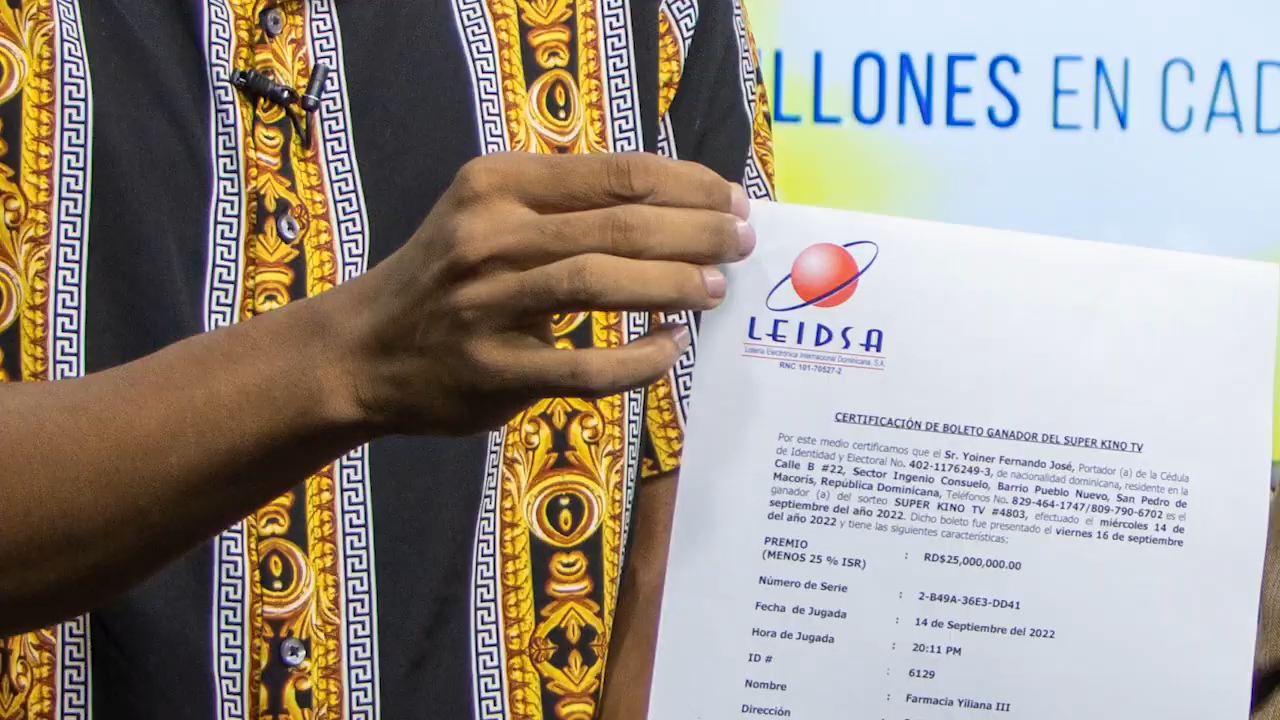 LLONES EN CAD
LEIDSA
Lotería Electrónica Internacional Dominicana, S.A.
RNC 101-70527-2
CERTIFICACIÓN DE BOLETO GANADOR DEL SUPER KINO TV
Por este medio certificamos que el Sr. Yoiner Fernando José, Portador (a) de la Cédula
de Identidad y Electoral No. 402-1176249-3, de nacionalidad dominicana, residente en la
Calle B #22, Sector Ingenio Consuelo, Barrio Pueblo Nuevo, San Pedro de
Macorís, República Dominicana, Teléfonos No. 829-464-1747/809-790-6702 es el
ganador (a) del sorteo SUPER KINO TV #4803, efectuado el miércoles 14 de
septiembre del año 2022. Dicho boleto fue presentado el viernes 16 de septiembre
del año 2022 y tiene las siguientes características:
PREMIO : RD$25,000,000.00
(MENOS 25 % ISR)
Número de Serie : 2-B49A-36E3-DD41
Fecha de Jugada : 14 de Septiembre del 2022
Hora de Jugada : 20:11 PM
ID # : 6129
Nombre : Farmacia Yiliana III
Dirección :